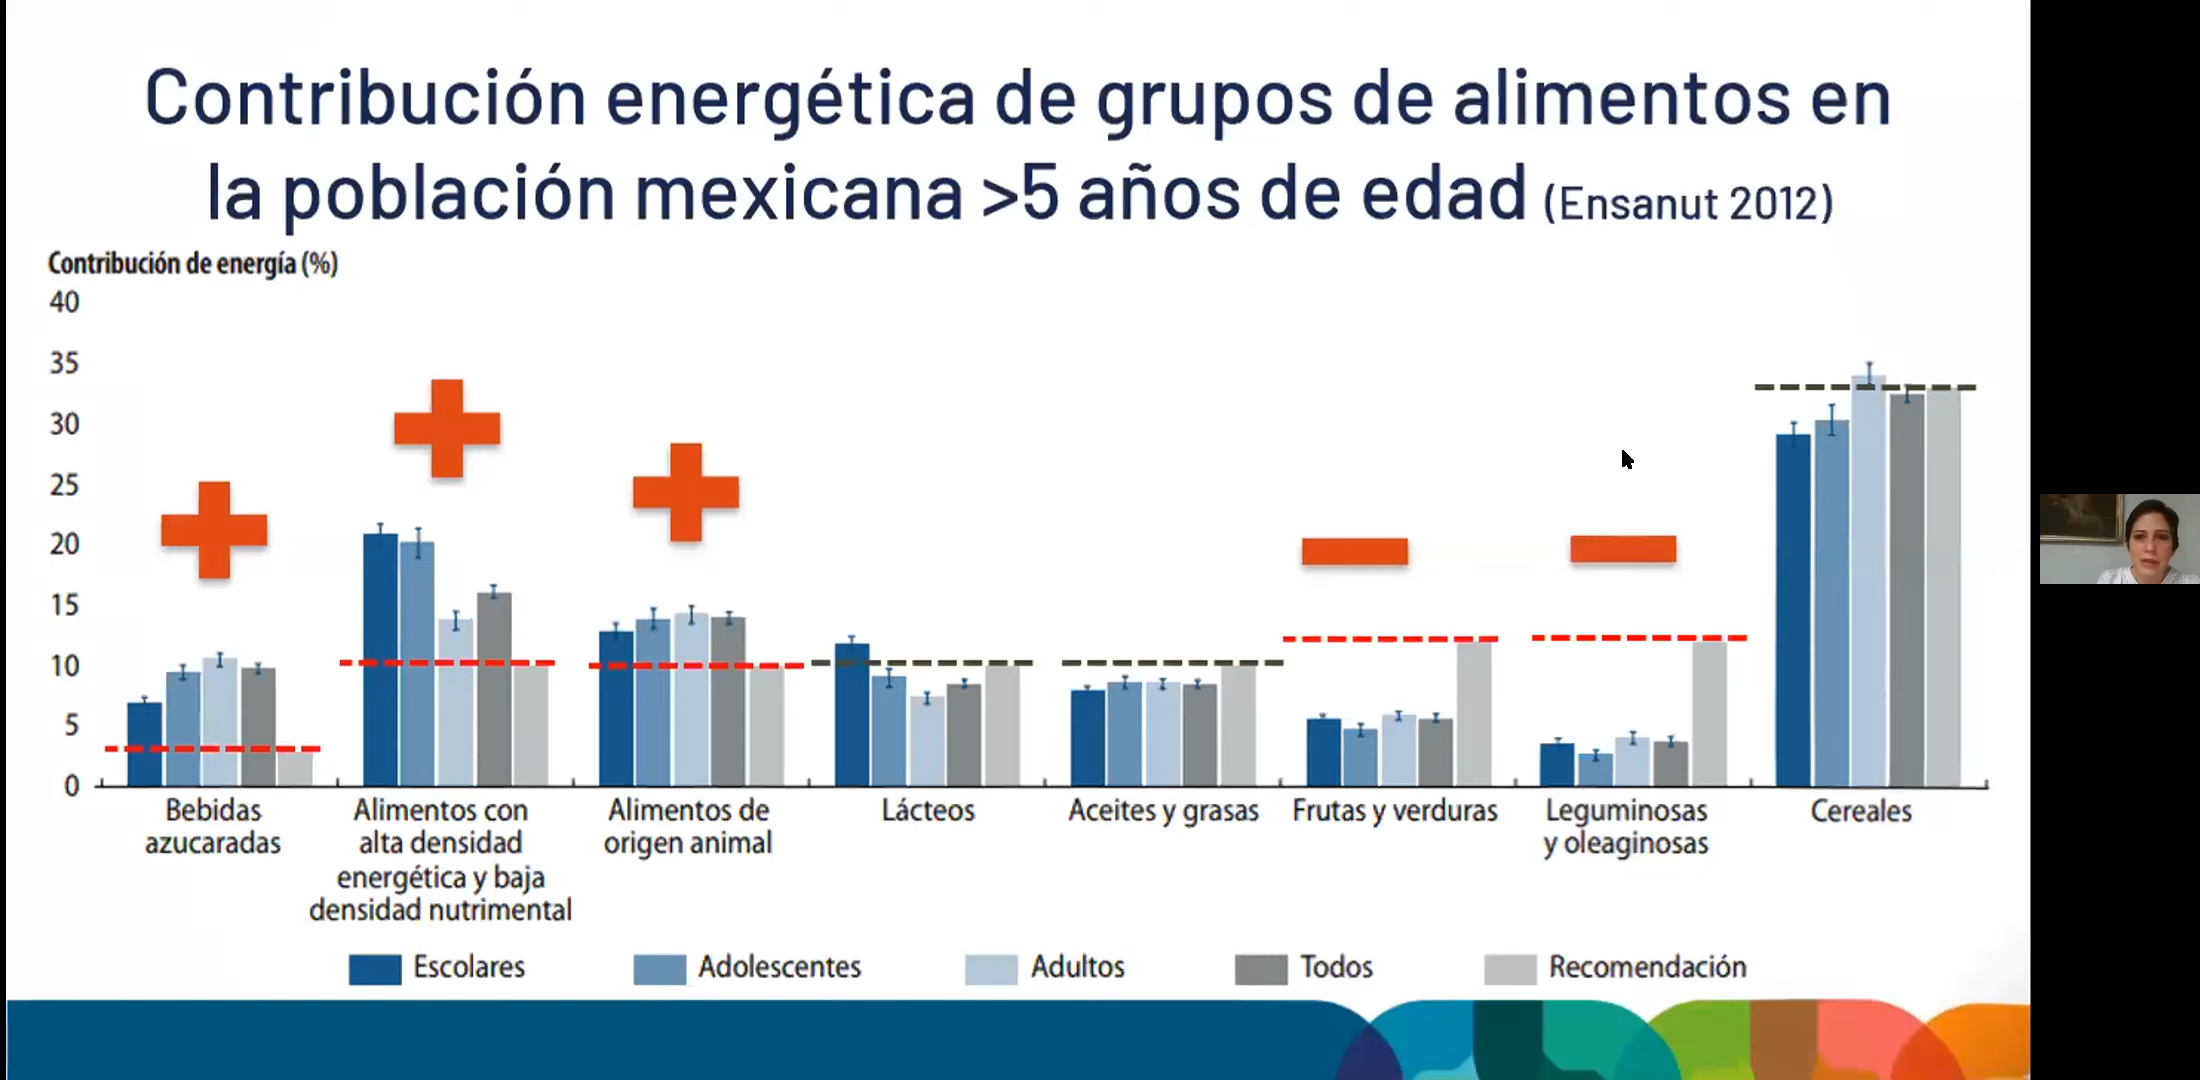 Contribución energética de grupos de alimentos en
la población mexicana >5 años de edad (Ensanut 2012)
Contribución de energía (%)
40
35
30
25
20
15
10
5
0
Bebidas
azucaradas
Alimentos con
alta densidad
energética y baja
densidad nutrimental
Alimentos de
origen animal
Lácteos
Aceites y grasas
Frutas y verduras
Leguminosas
y oleaginosas
Cereales
Escolares
Adolescentes
Adultos
Todos
Recomendación